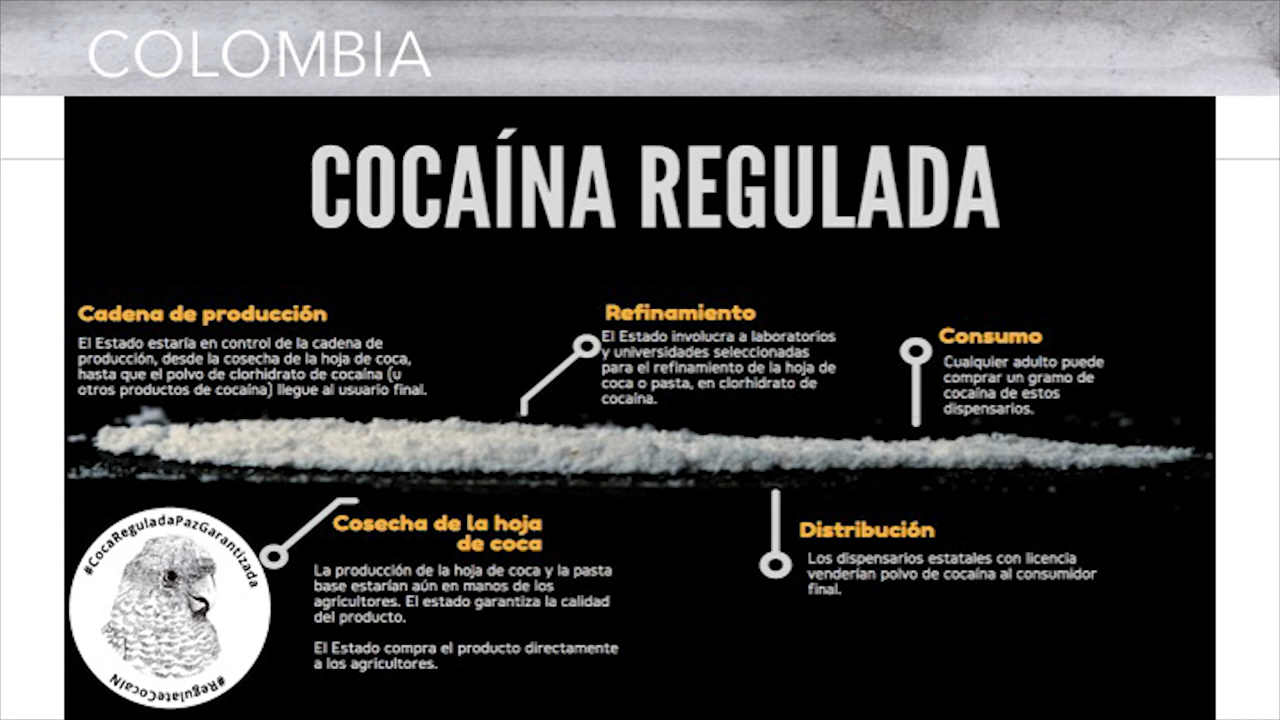 COLOMBIA
COCAÍNA REGULADA
Cadena de producción
El Estado estaría en control de la cadena de
producción, desde la cosecha de la hoja de coca,
hasta que el polvo de clorhidrato de cocaína (u
otros productos de cocaína) llegue al usuario final.
Refinamiento
El Estado involucra a laboratorios
y universidades seleccionadas
para el refinamiento de la hoja de
coca o pasta, en clorhidrato de
cocaína.
Consumo
Cualquier adulto puede
comprar un gramo de
cocaína de estos
dispensarios.
#CocaReguladaPazGarantizada
#RegulateCocaIN
Cosecha de la hoja
de coca
La producción de la hoja de coca y la pasta
base estarían aún en manos de los
agricultores. El estado garantiza la calidad
del producto.
El Estado compra el producto directamente
a los agricultores.
Distribución
Los dispensarios estatales con licencia
venderían polvo de cocaína al consumidor
final.